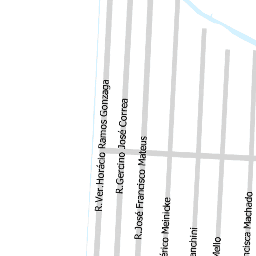 R.Ver.Horácio Ramos Gonzaga
R.Gercino José Correa
R.José Francisco Mateus
érico Meinicke
anchini
Mello
ncisca Machado